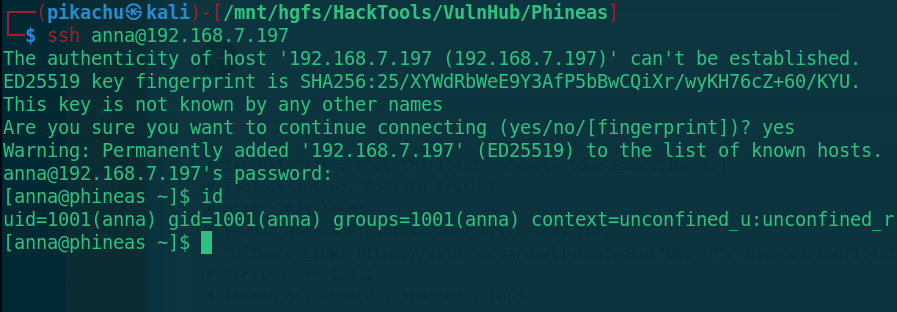 ┌──(pikachu㉿kali)-[/mnt/hgfs/HackTools/VulnHub/Phineas]
└─$ ssh anna@192.168.7.197
The authenticity of host '192.168.7.197 (192.168.7.197)' can't be established.
ED25519 key fingerprint is SHA256:25/XYWdRbWeE9Y3AfP5bBwCQiXr/wyKH76cZ+60/KYU.
This key is not known by any other names
Are you sure you want to continue connecting (yes/no/[fingerprint])? yes
Warning: Permanently added '192.168.7.197' (ED25519) to the list of known hosts.
anna@192.168.7.197's password:
[anna@phineas ~]$ id
uid=1001(anna) gid=1001(anna) groups=1001(anna) context=unconfined_u:unconfined_r
[anna@phineas ~]$